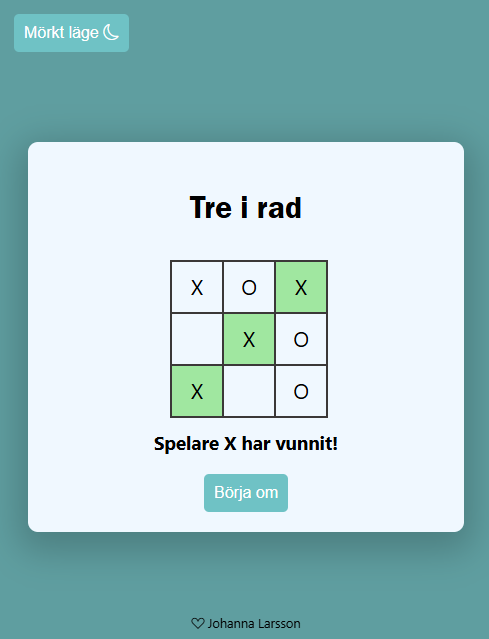 Mörkt läge
Tre i rad
X O X
X O
X O
Spelare X har vunnit!
Börja om
Johanna Larsson